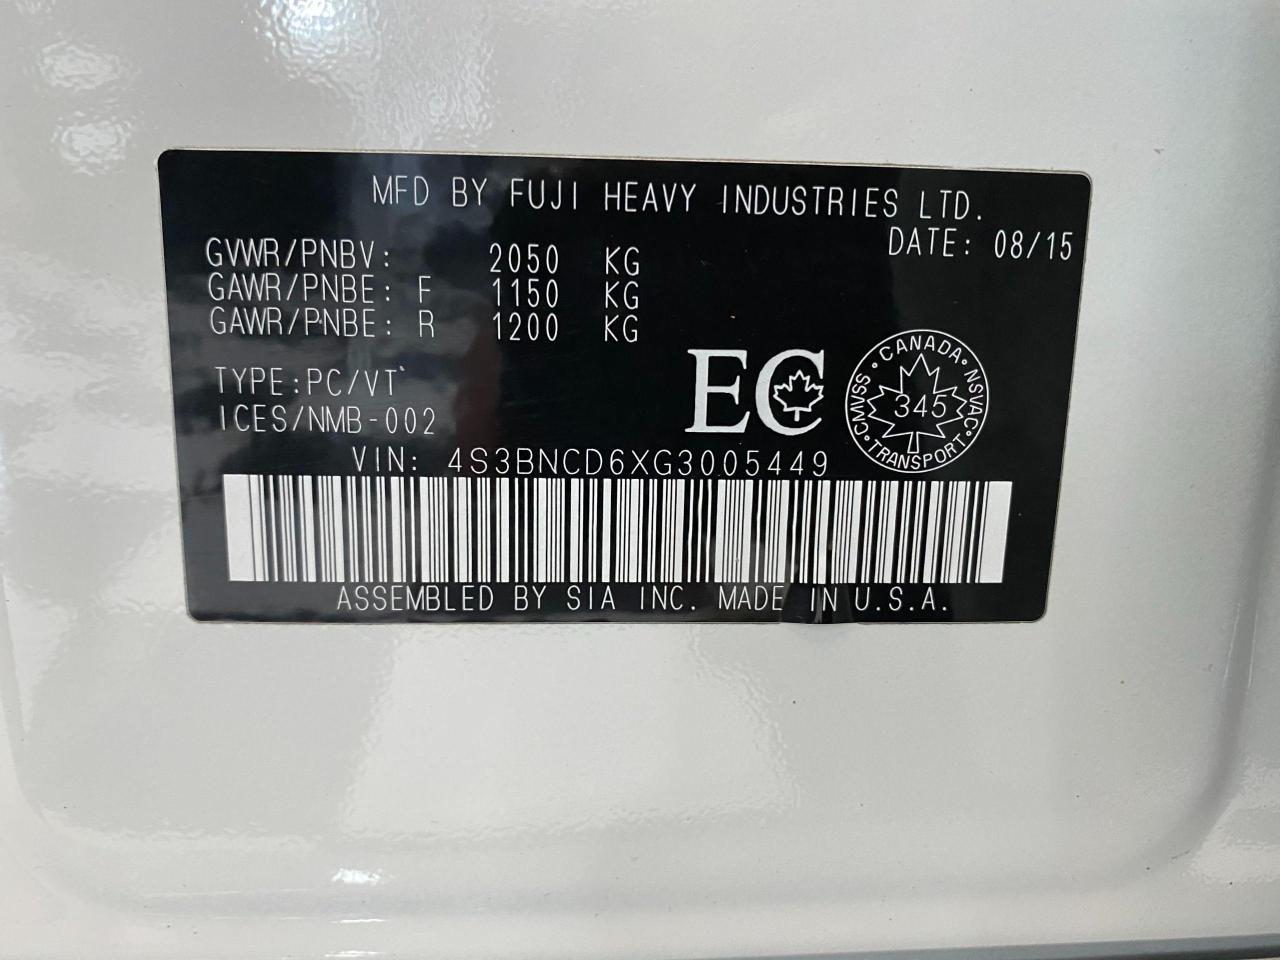 MFD BY FUJI HEAVY INDUSTRIES LTD.
DATE: 08/15
GVWR/PNBV: 2050 KG
GAWR/PNBE: F 1150 KG
GAWR/PNBE: R 1200 KG
TYPE:PC/VT
ICES/NMB-002
EC
CANADA • NSVAC • TRANSPORT • CMVSS •
345
VIN: 4S3BNCD6XG3005449
ASSEMBLED BY SIA INC. MADE IN U.S.A.